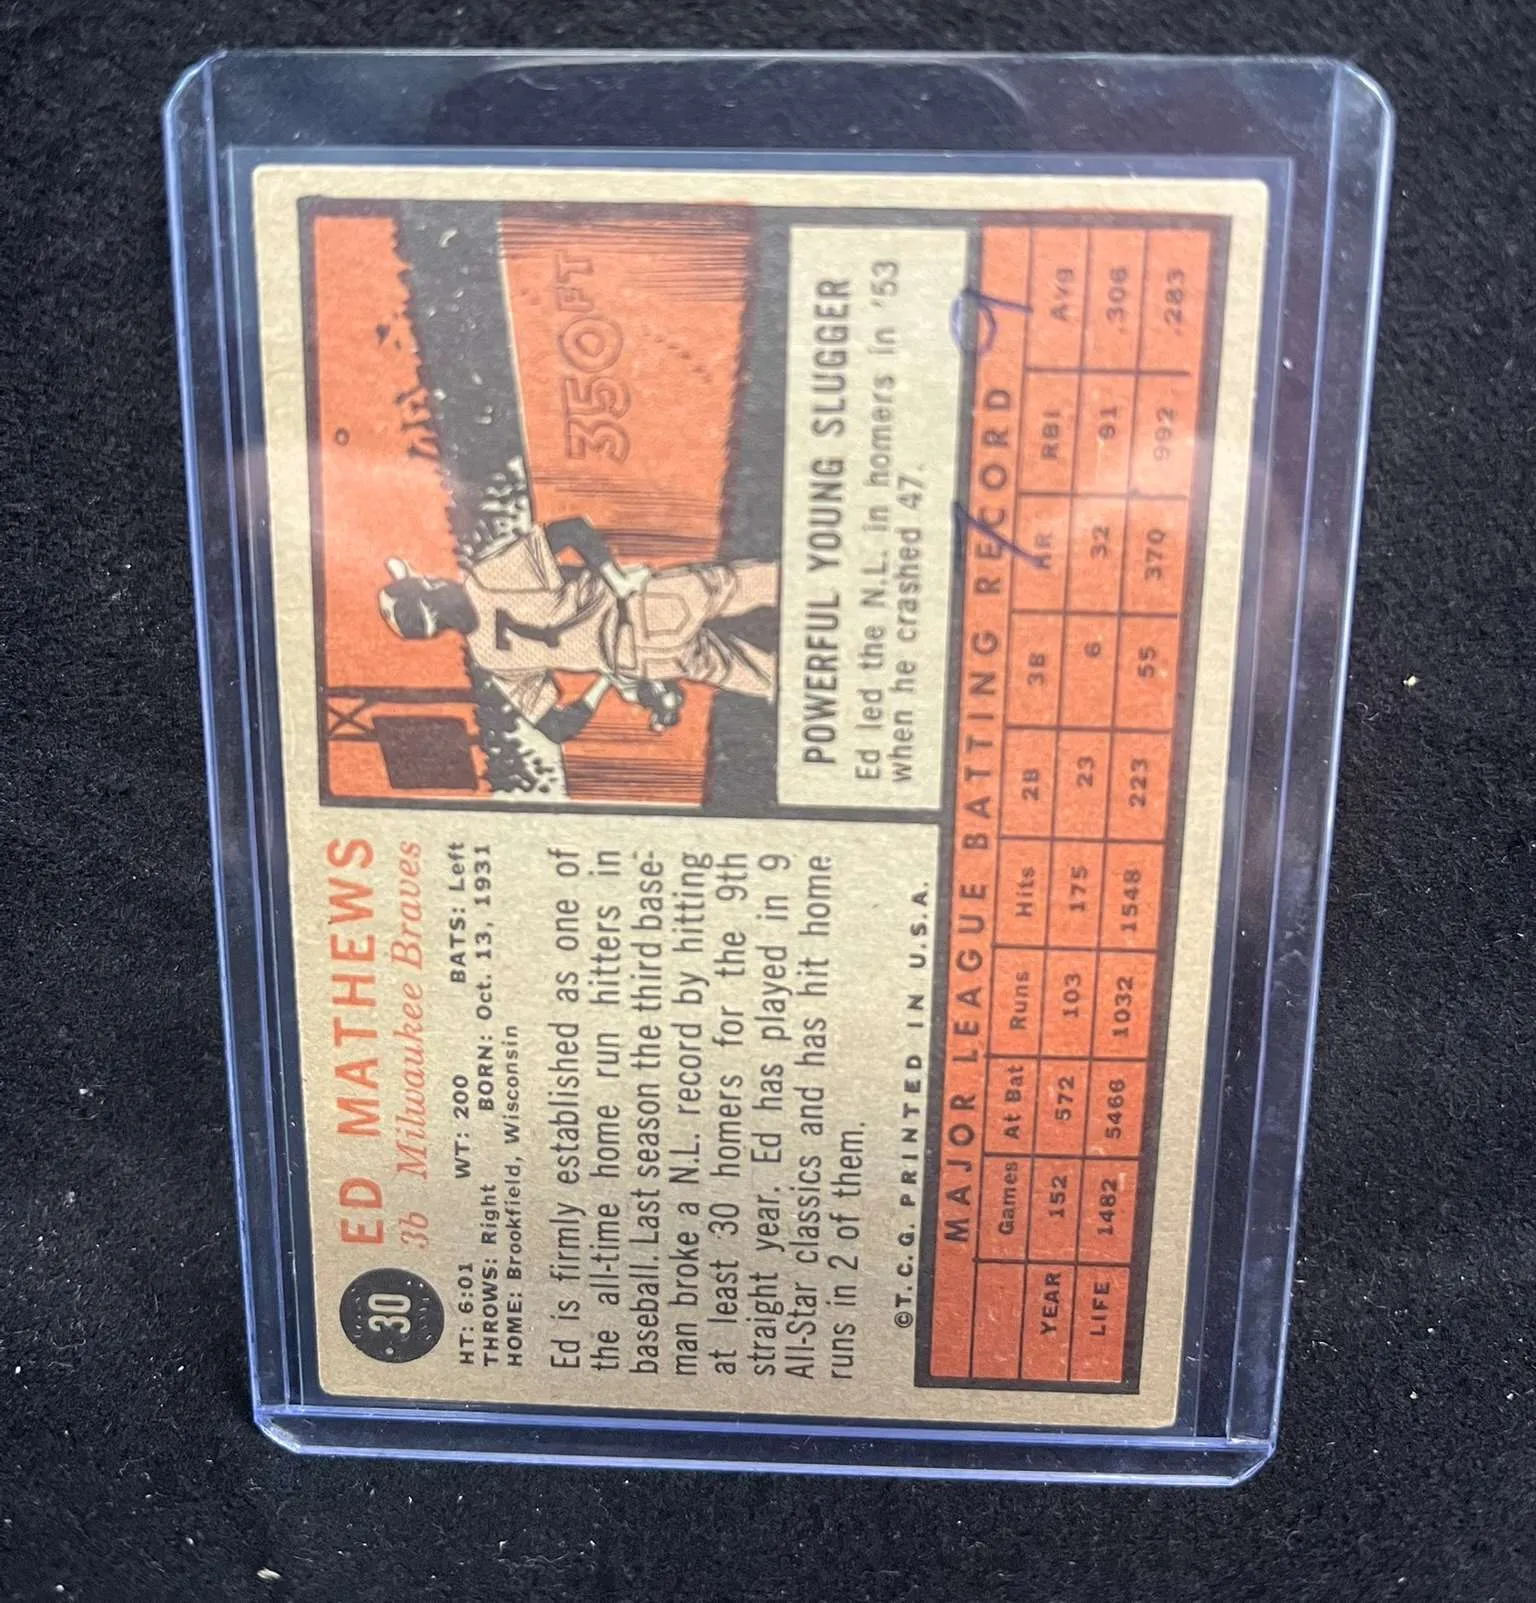 30
ED MATHEWS
3b Milwaukee Braves
HT: 6:01 WT: 200 BATS: Left
THROWS: Right BORN: Oct. 13, 1931
HOME: Brookfield, Wisconsin
Ed is firmly established as one of
the all-time home run hitters in
baseball. Last season the third base-
man broke a N.L. record by hitting
at least 30 homers for the 9th
straight year. Ed has played in 9
All-Star classics and has hit home
runs in 2 of them.
©T.C.G. PRINTED IN U.S.A.
350FT
7
POWERFUL YOUNG SLUGGER
Ed led the N.L. in homers in '53
when he crashed 47.
MAJOR LEAGUE BATTING RECORD
Games At Bat Runs Hits 2B 3B HR RBI Avg
YEAR 152 572 103 175 23 6 32 91 .306
LIFE 1482 5466 1032 1548 223 55 370 992 .283